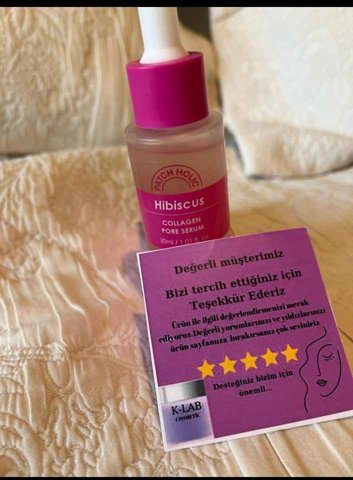 PATCH HOLIC
Hibiscus
COLLAGEN
PORE SERUM
30ml / 1.01 fl.oz
Değerli müşterimiz
Bizi tercih ettiğiniz için
Teşekkür Ederiz
Ürün ile ilgili değerlendirmenizi merak
ediyoruz.Değerli yorumlarınızı ve yıldızlarınızı
ürün sayfamıza bırakırsanız çok seviniriz
Desteğiniz bizim için
önemli...
K-LAB
COSMETIC